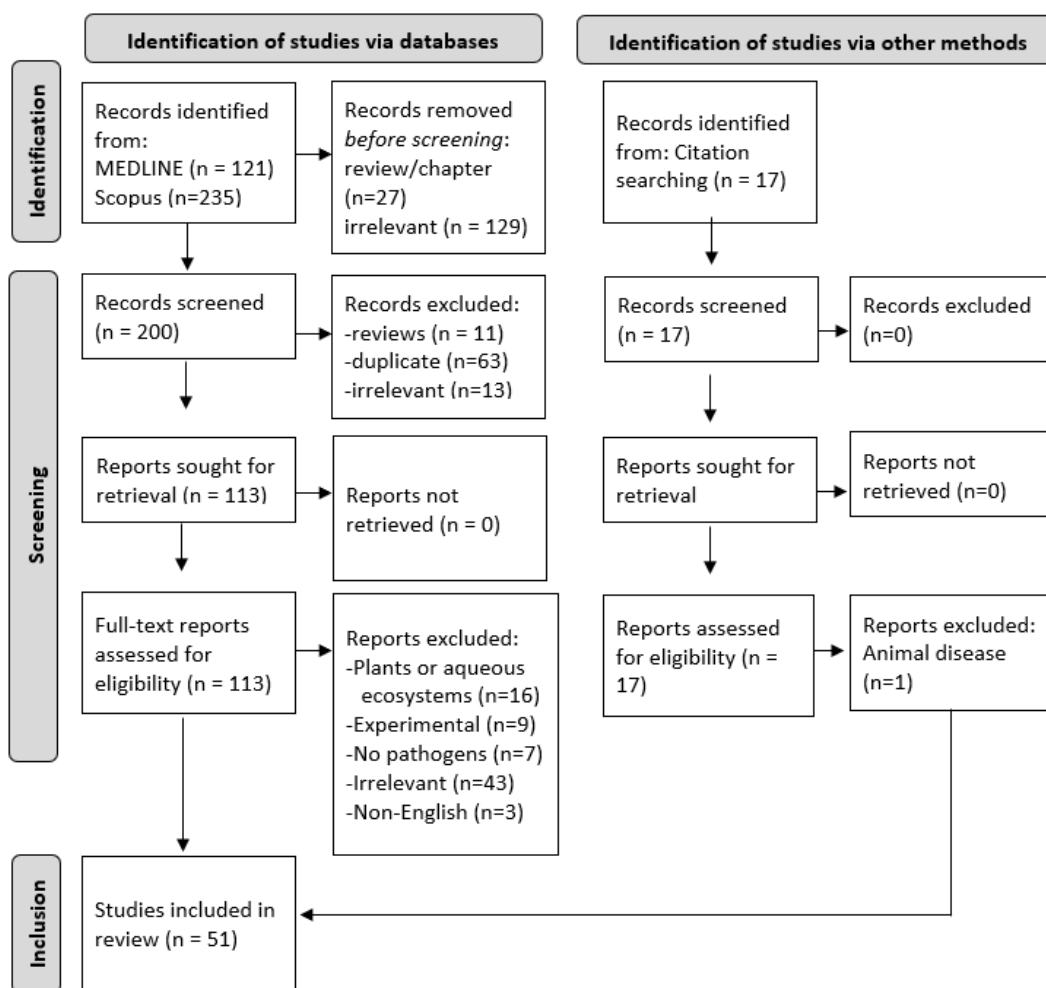 Identification of studies via databases
Identification of studies via other methods
Identification
Records identified
from:
MEDLINE (n = 121)
Scopus (n=235)
Records removed
before screening:
review/chapter
(n=27)
irrelevant (n = 129)
Records identified
from: Citation
searching (n = 17)
Screening
Records screened
(n = 200)
Records excluded:
-reviews (n = 11)
-duplicate (n=63)
-irrelevant (n=13)
Records screened
(n = 17)
Records excluded
(n=0)
Reports sought for
retrieval (n = 113)
Reports not
retrieved (n = 0)
Reports sought for
retrieval
Reports not
retrieved (n=0)
Full-text reports
assessed for
eligibility (n = 113)
Reports excluded:
-Plants or aqueous
ecosystems (n=16)
-Experimental (n=9)
-No pathogens (n=7)
-Irrelevant (n=43)
-Non-English (n=3)
Reports assessed
for eligibility (n =
17)
Reports excluded:
Animal disease
(n=1)
Inclusion
Studies included in
review (n = 51)